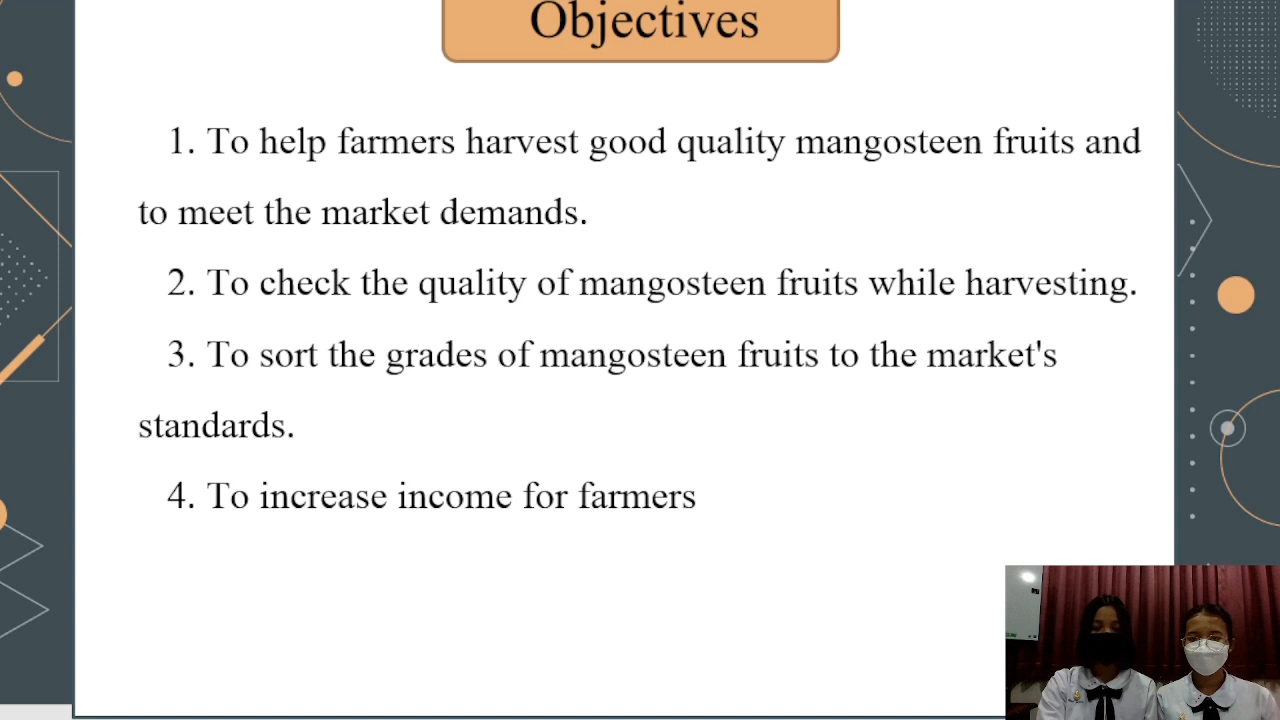 Objectives
1. To help farmers harvest good quality mangosteen fruits and
to meet the market demands.
2. To check the quality of mangosteen fruits while harvesting.
3. To sort the grades of mangosteen fruits to the market's
standards.
4. To increase income for farmers